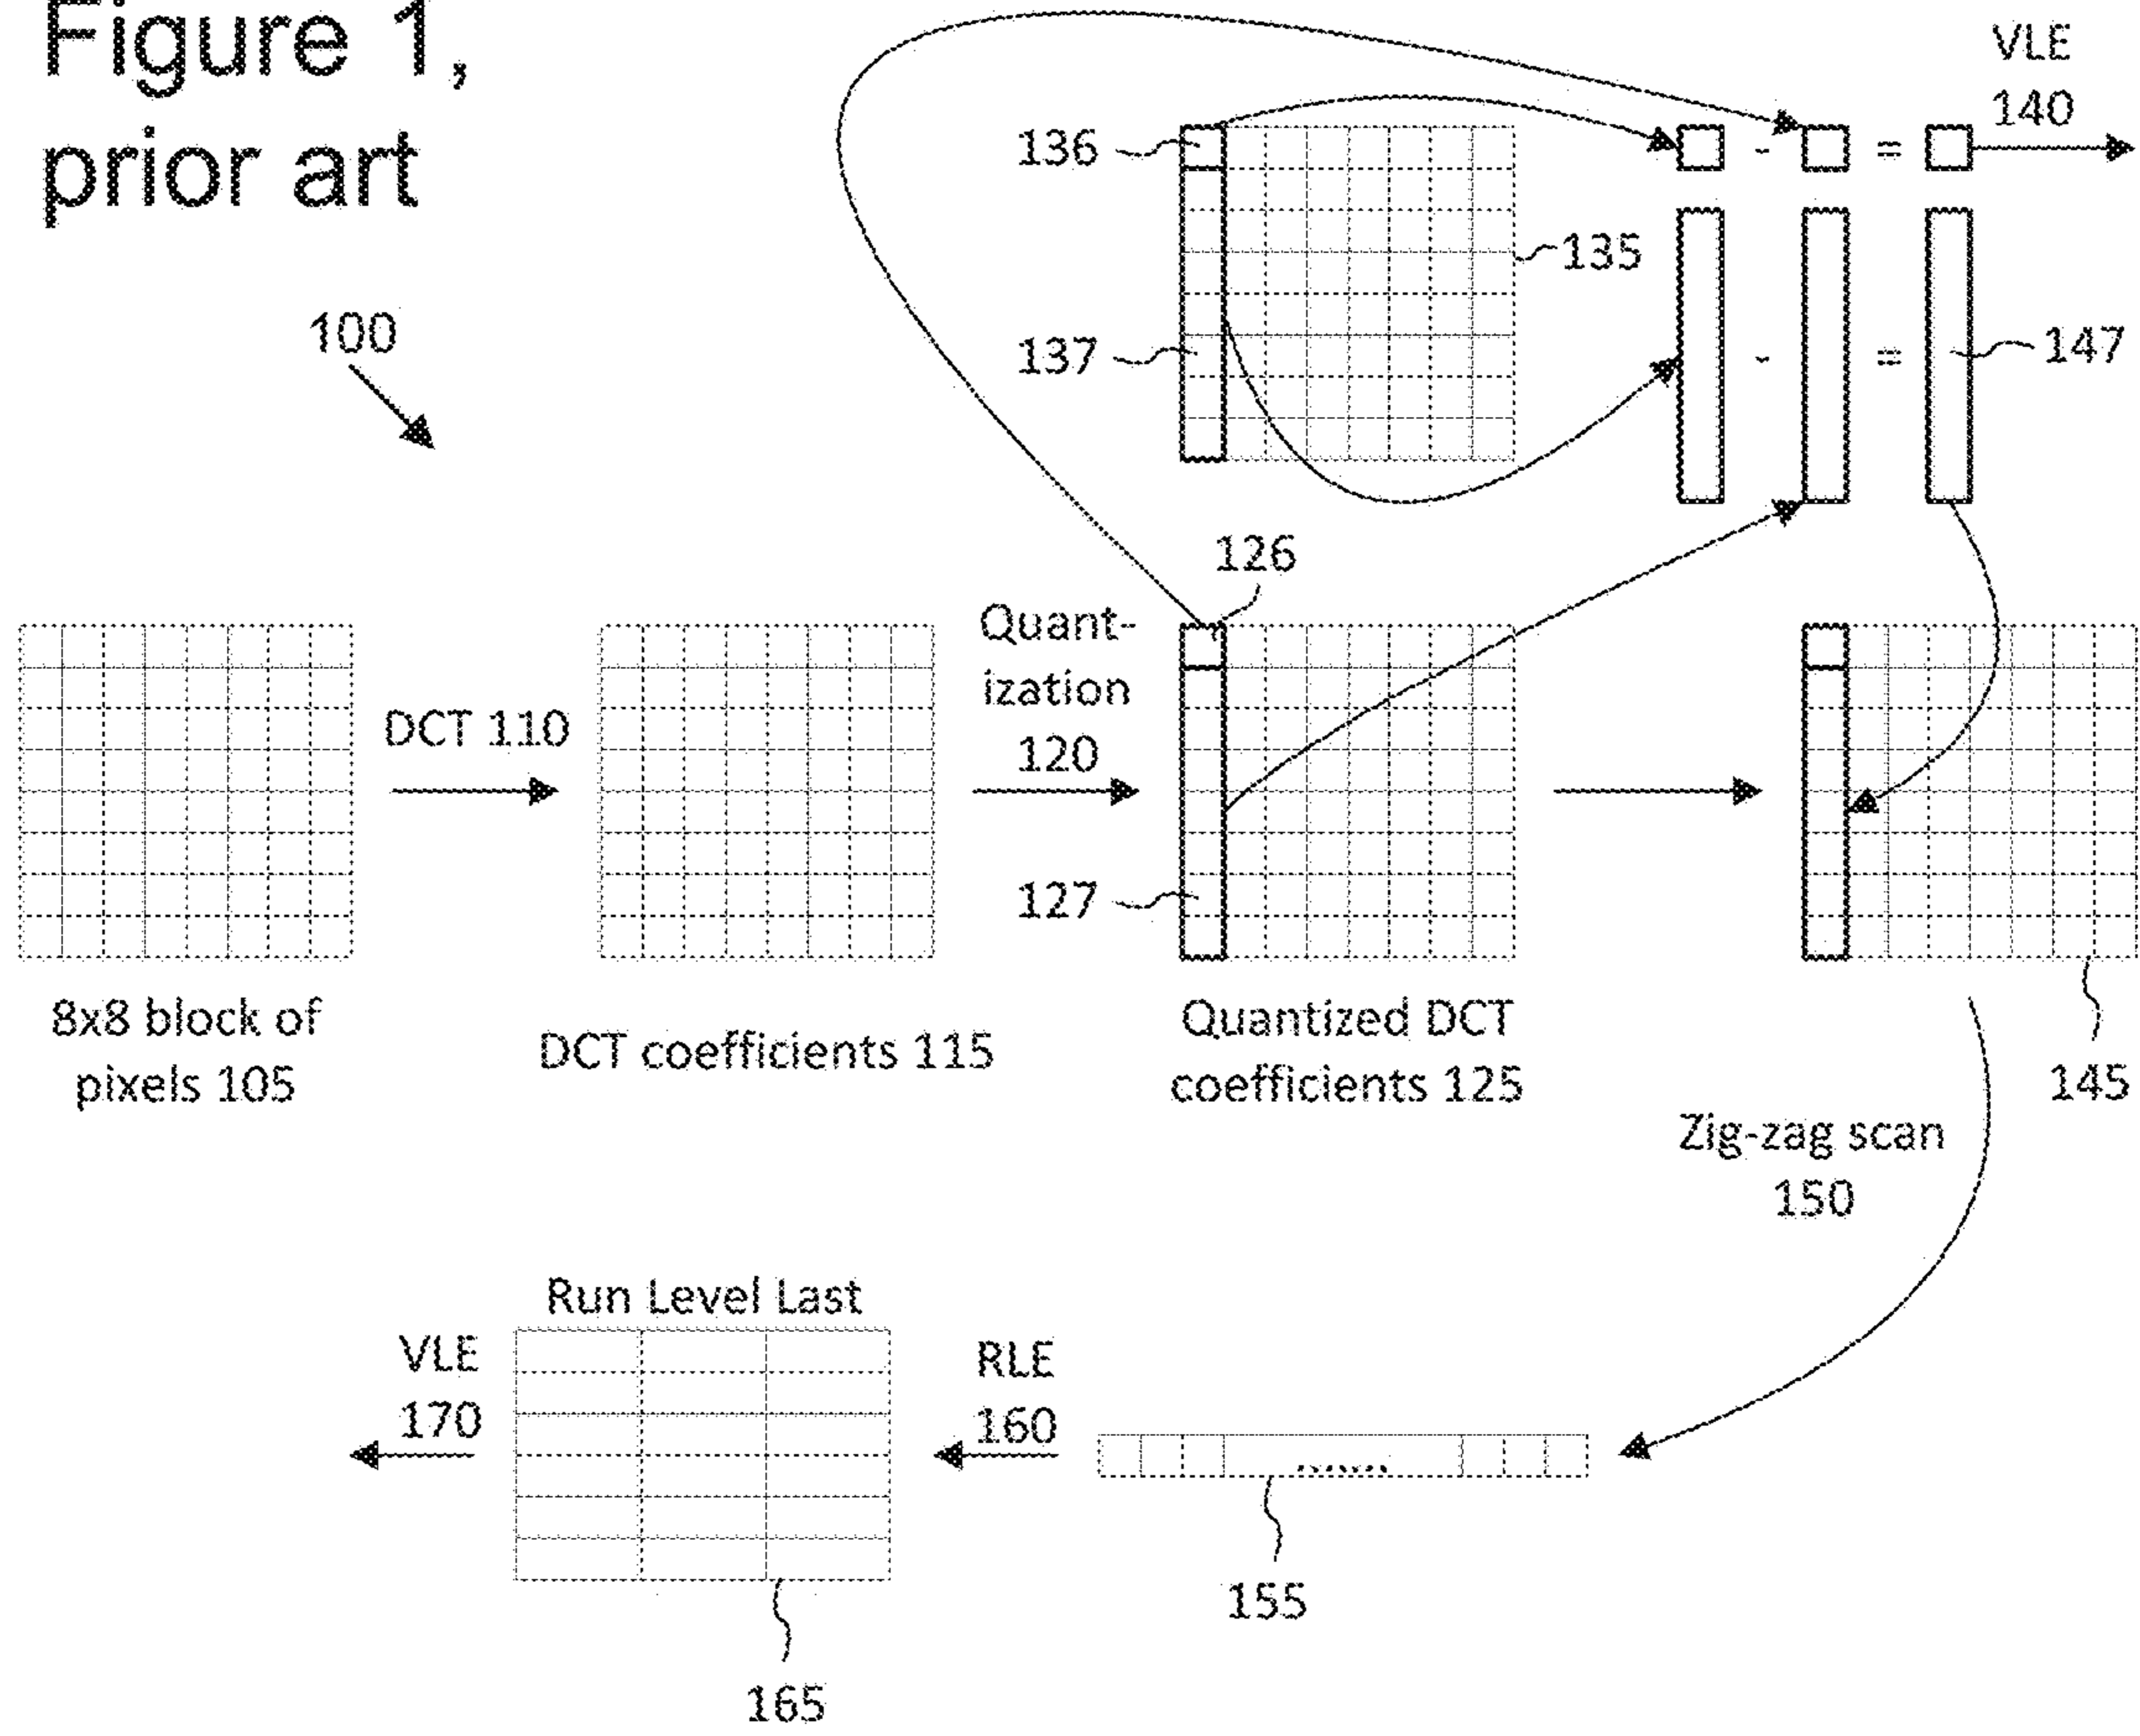 Figure 1,
prior art
VLE
140
136
-
=
135
100
137
-
=
147
126
Quant-
ization
120
DCT 110
127
8x8 block of
pixels 105
DCT coefficients 115
Quantized DCT
coefficients 125
145
Zig-zag scan
150
Run Level Last
VLE
170
RLE
160
......
155
165